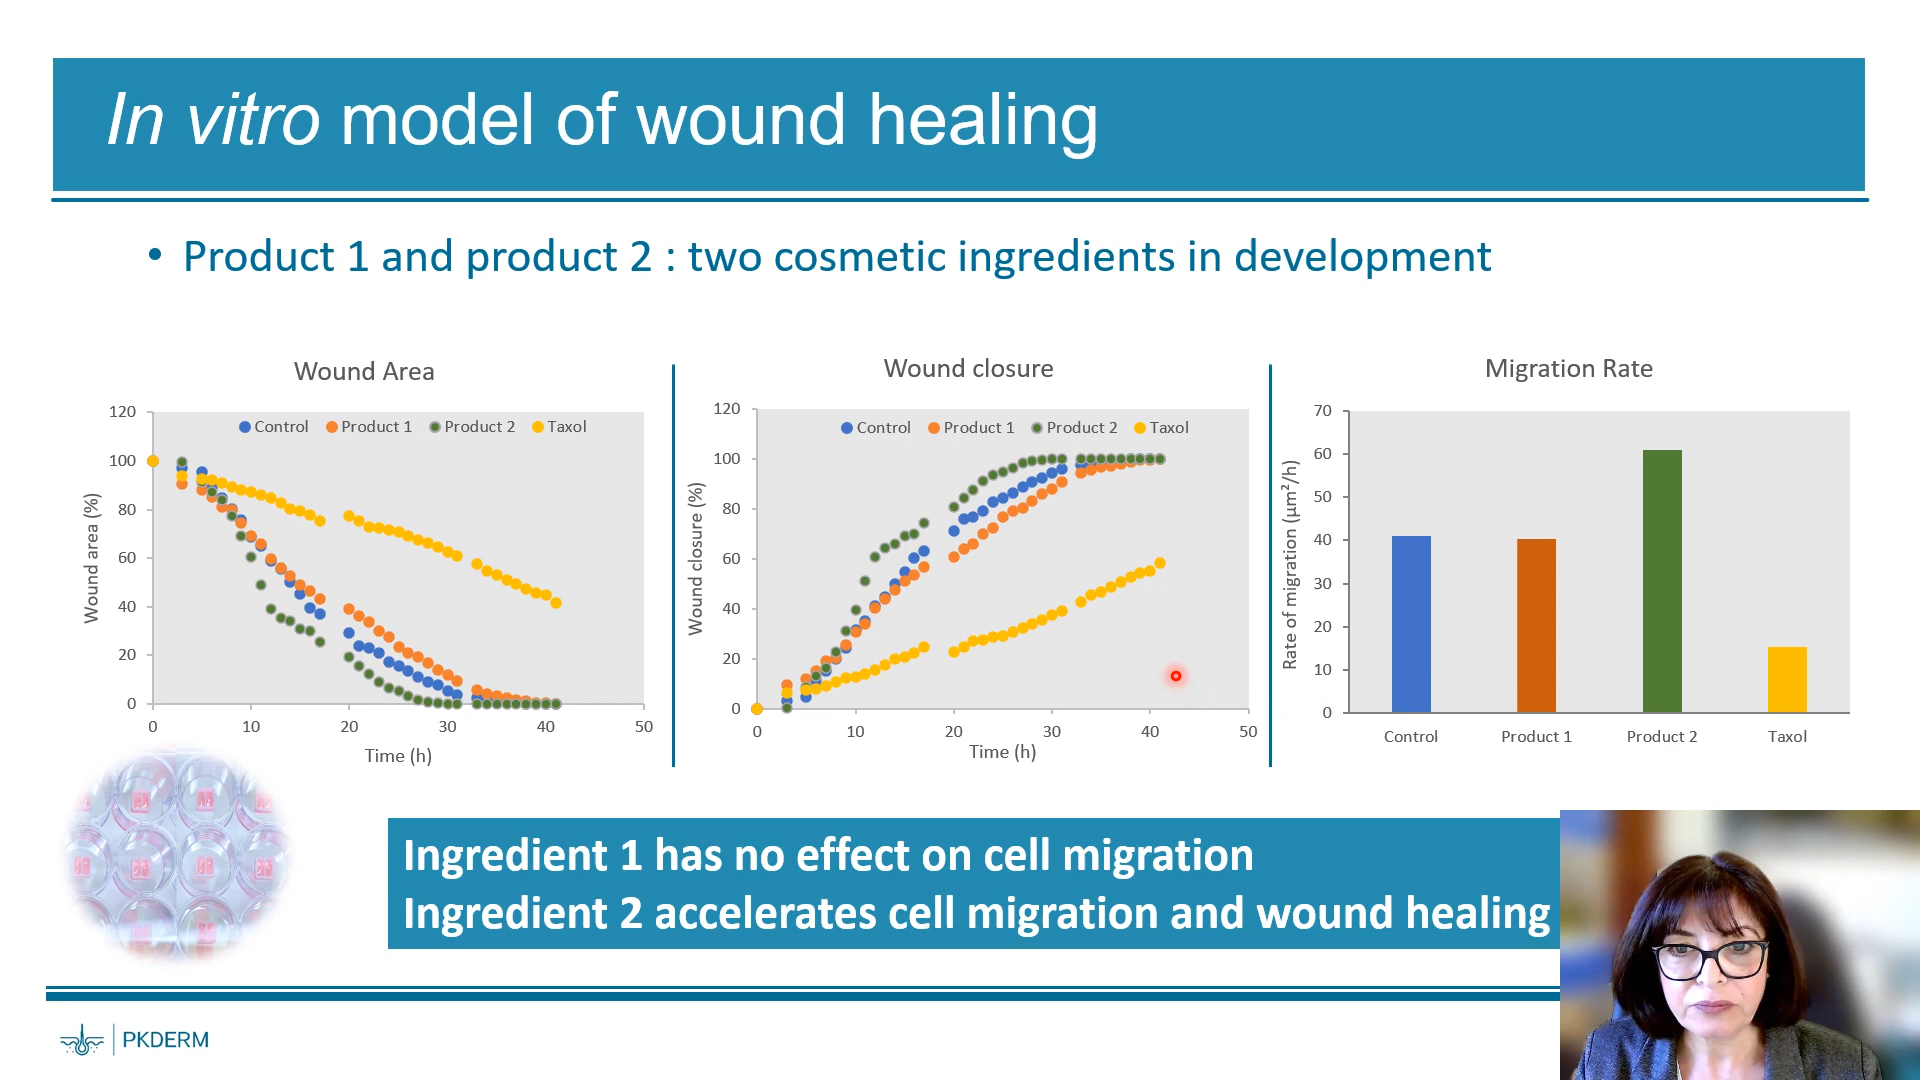 In vitro model of wound healing
• Product 1 and product 2 : two cosmetic ingredients in development
Wound Area
Control Product 1 Product 2 Taxol
120
100
80
60
40
20
0
0 10 20 30 40 50
Wound area (%)
Time (h)
Wound closure
Control Product 1 Product 2 Taxol
120
100
80
60
40
20
0
0 10 20 30 40 50
Wound closure (%)
Time (h)
Migration Rate
70
60
50
40
30
20
10
0
Rate of migration (µm²/h)
Control Product 1 Product 2 Taxol
Ingredient 1 has no effect on cell migration
Ingredient 2 accelerates cell migration and wound healing
PKDERM